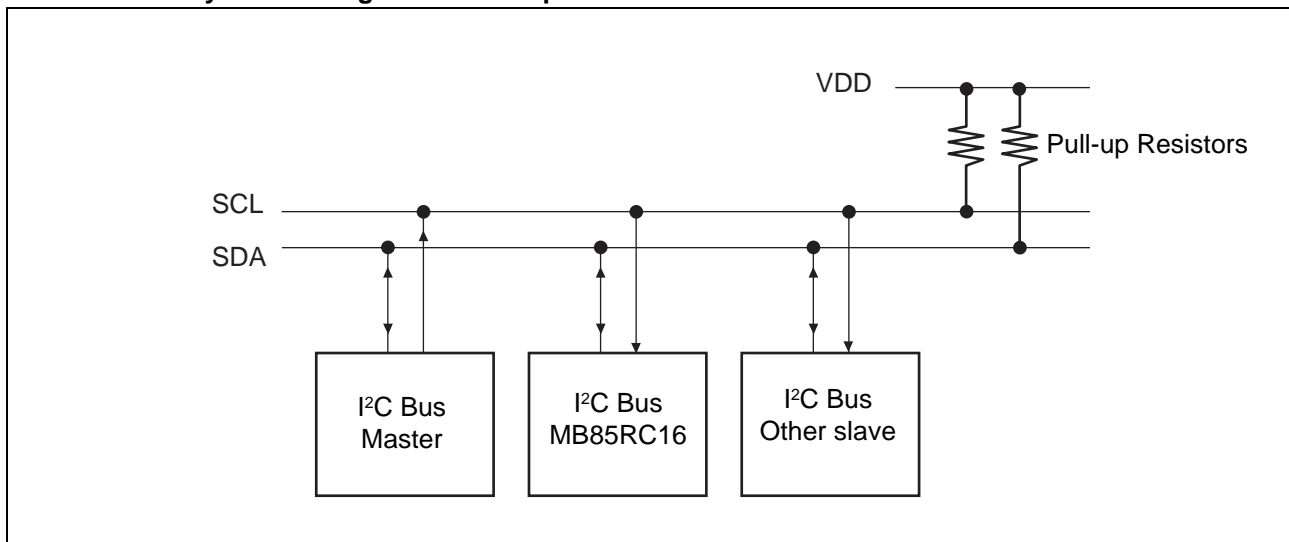 VDD
Pull-up Resistors
SCL
SDA
I²C Bus
Master
I²C Bus
MB85RC16
I²C Bus
Other slave